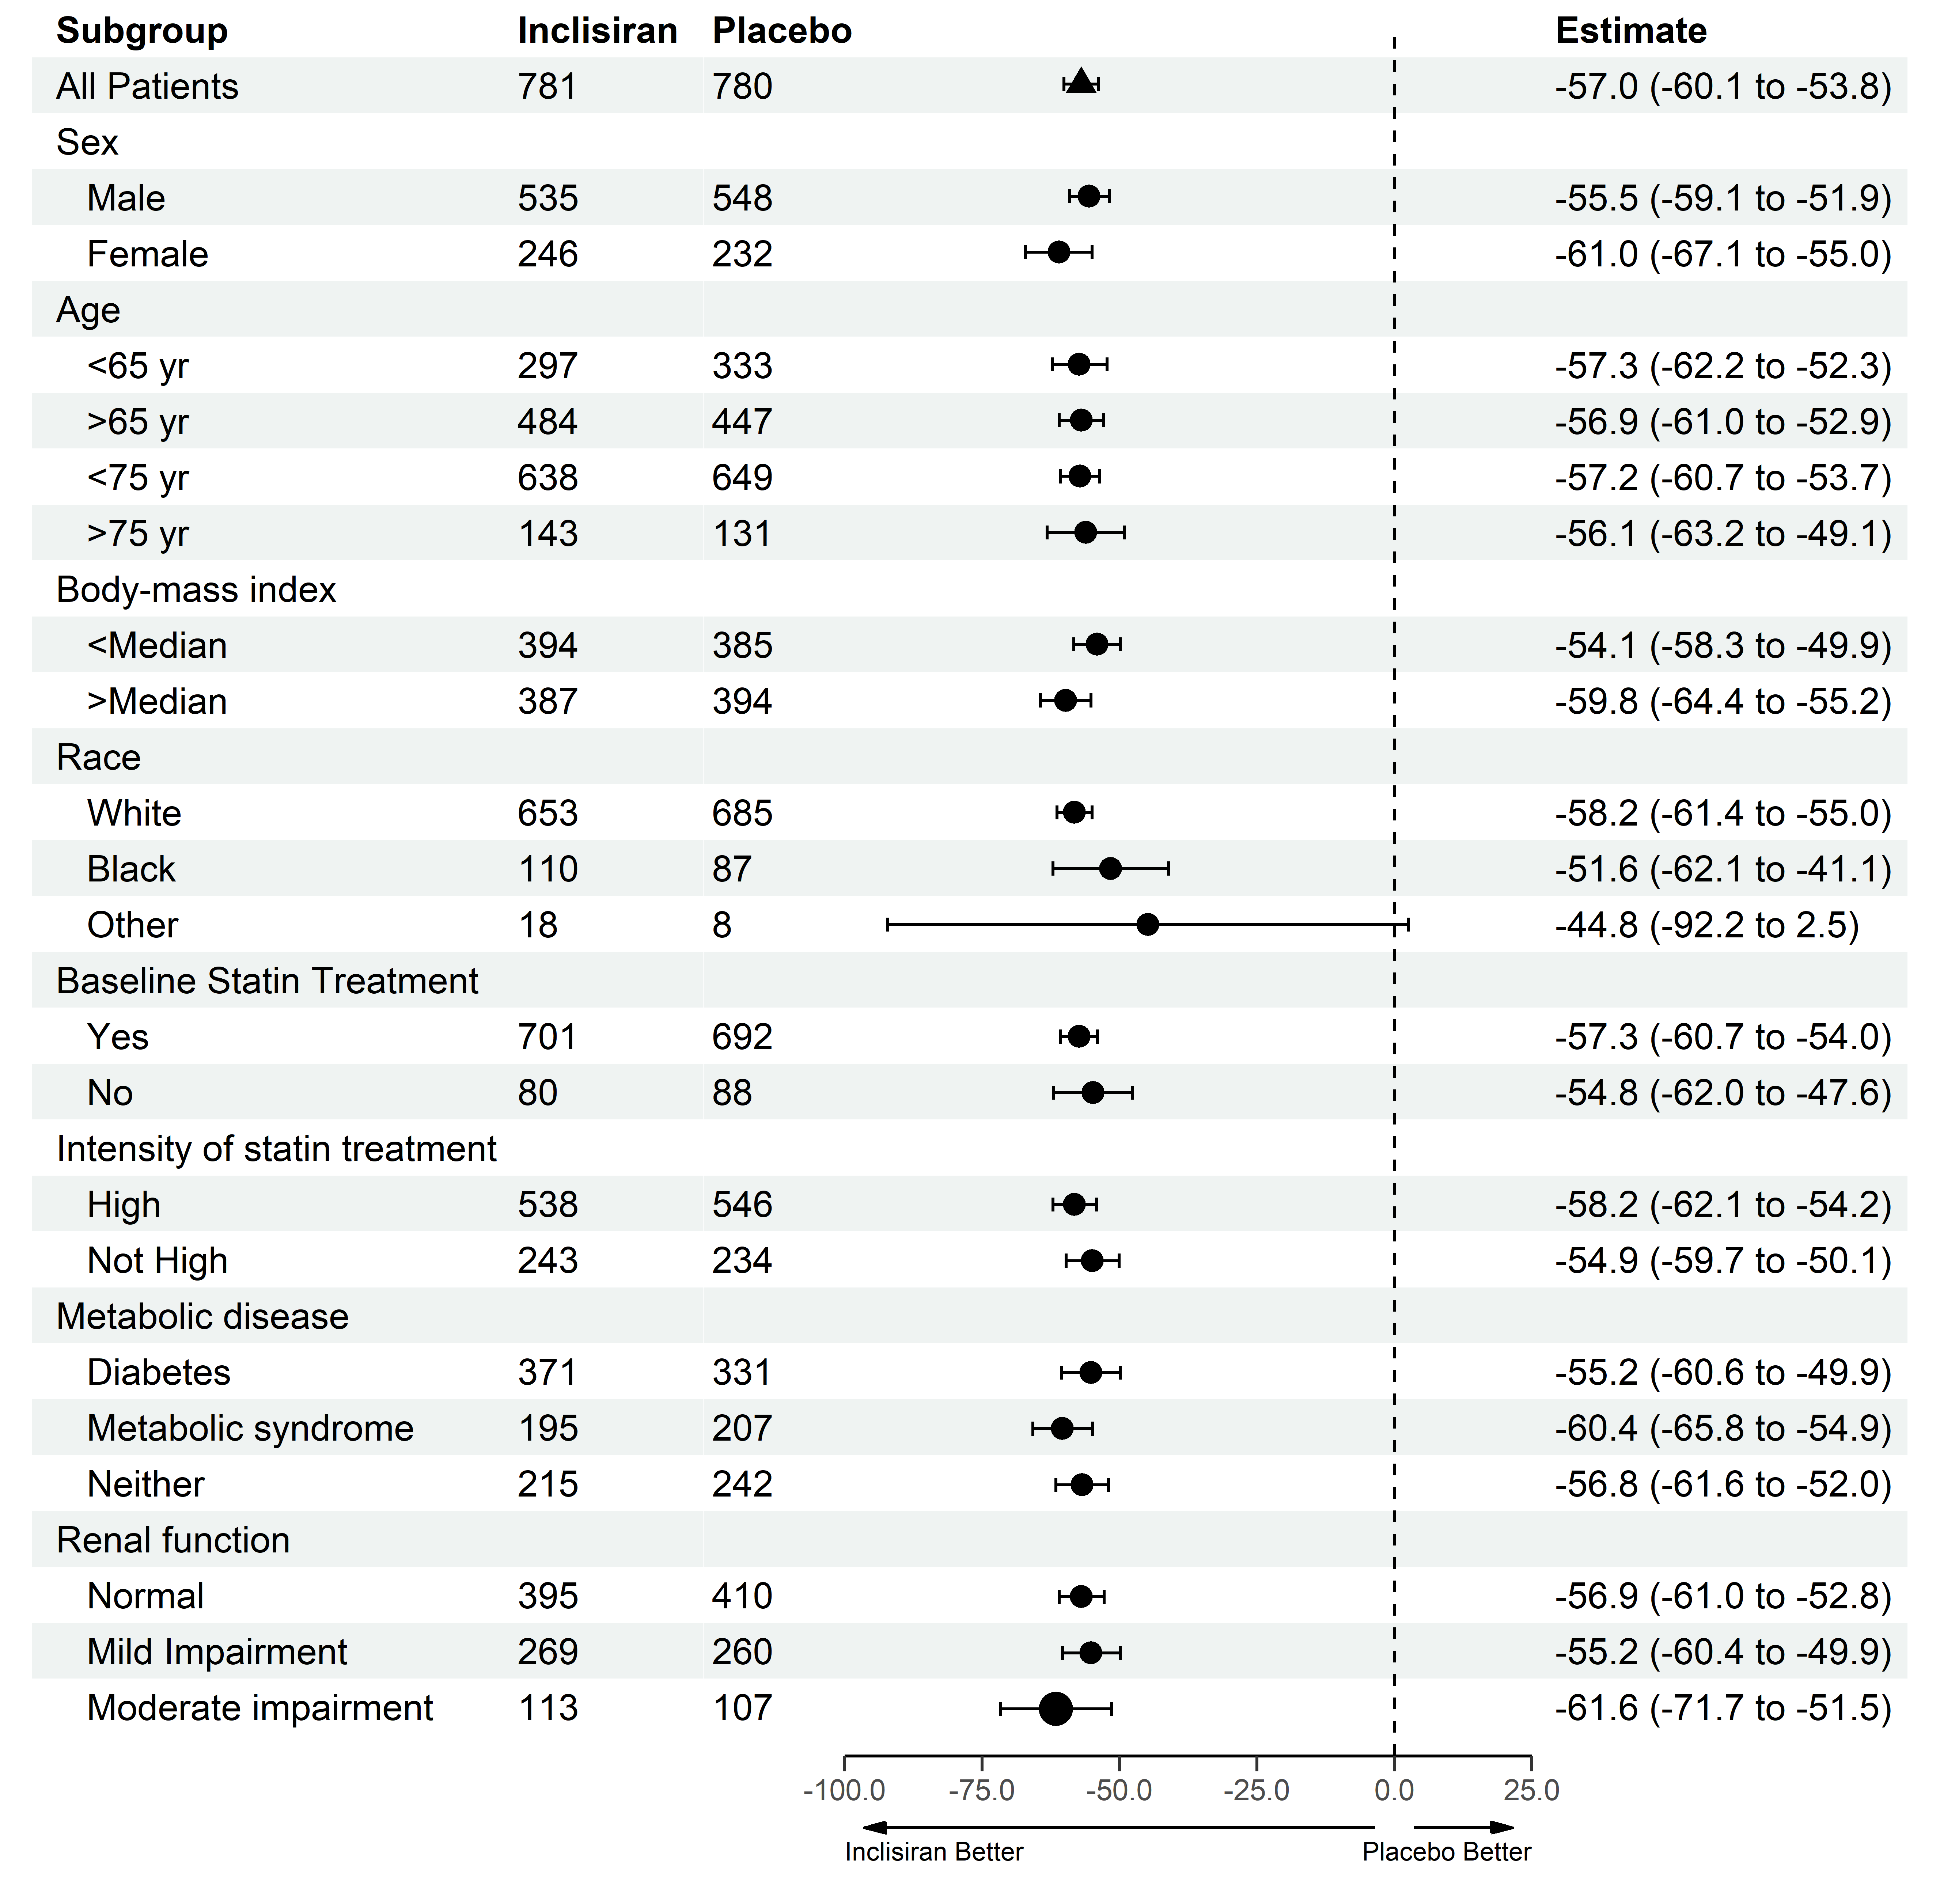 Subgroup Inclisiran Placebo Estimate
All Patients 781 780 -57.0 (-60.1 to -53.8)
Sex
Male 535 548 -55.5 (-59.1 to -51.9)
Female 246 232 -61.0 (-67.1 to -55.0)
Age
<65 yr 297 333 -57.3 (-62.2 to -52.3)
>65 yr 484 447 -56.9 (-61.0 to -52.9)
<75 yr 638 649 -57.2 (-60.7 to -53.7)
>75 yr 143 131 -56.1 (-63.2 to -49.1)
Body-mass index
<Median 394 385 -54.1 (-58.3 to -49.9)
>Median 387 394 -59.8 (-64.4 to -55.2)
Race
White 653 685 -58.2 (-61.4 to -55.0)
Black 110 87 -51.6 (-62.1 to -41.1)
Other 18 8 -44.8 (-92.2 to 2.5)
Baseline Statin Treatment
Yes 701 692 -57.3 (-60.7 to -54.0)
No 80 88 -54.8 (-62.0 to -47.6)
Intensity of statin treatment
High 538 546 -58.2 (-62.1 to -54.2)
Not High 243 234 -54.9 (-59.7 to -50.1)
Metabolic disease
Diabetes 371 331 -55.2 (-60.6 to -49.9)
Metabolic syndrome 195 207 -60.4 (-65.8 to -54.9)
Neither 215 242 -56.8 (-61.6 to -52.0)
Renal function
Normal 395 410 -56.9 (-61.0 to -52.8)
Mild Impairment 269 260 -55.2 (-60.4 to -49.9)
Moderate impairment 113 107 -61.6 (-71.7 to -51.5)
-100.0 -75.0 -50.0 -25.0 0.0 25.0
Inclisiran Better Placebo Better